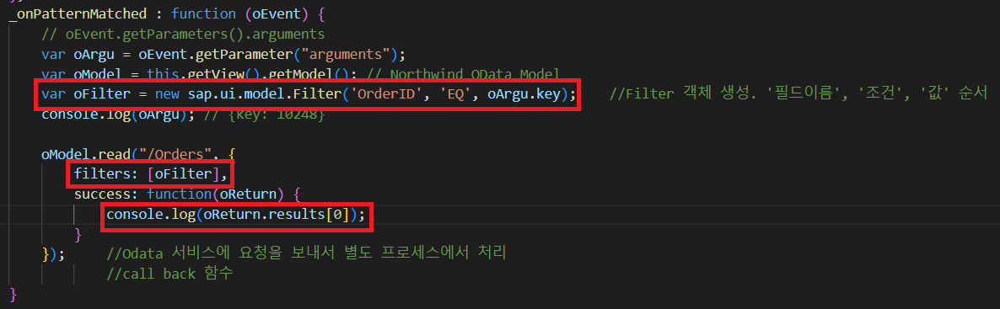 _onPatternMatched : function (oEvent) {
// oEvent.getParameters().arguments
var oArgu = oEvent.getParameter("arguments");
var oModel = this.getView().getModel(); // Northwind OData Model
var oFilter = new sap.ui.model.Filter('OrderID', 'EQ', oArgu.key); //Filter 객체 생성. '필드이름', '조건', '값' 순서
console.log(oArgu); // {key: 10248}
oModel.read("/Orders", {
filters: [oFilter],
success: function(oReturn) {
console.log(oReturn.results[0]);
}
}); //Odata 서비스에 요청을 보내서 별도 프로세스에서 처리
//call back 함수
}